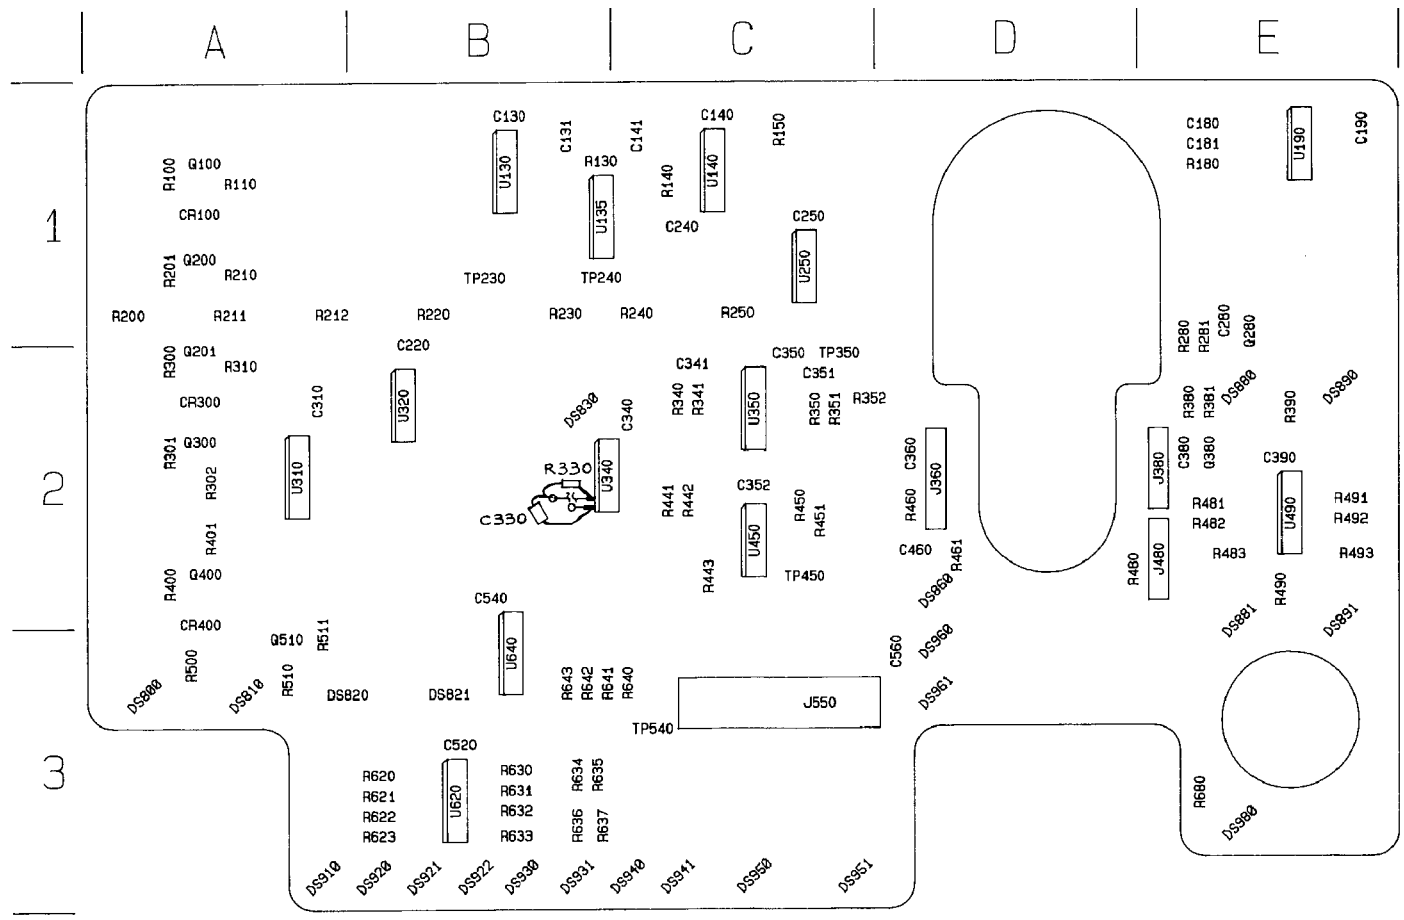 A B C D E
1
C130 C131 C141 C140 R150 C180 U190 C190
C181
R100 Q100 U130 R130 R140 U140 R180
R110
CR100 U135 C240 C250
R201 Q200 R210 TP230 TP240 U250
R200 R211 R212 R220 R230 R240 R250
R280 R281 C280 Q280
2
R300 Q201 R310 C220 C341 C350 TP350
C351
CR300 C310 U320 DS830 C340 R340 R341 U350 R350 R351 R352 R380 R381 DS880 R390 DS890
R301 Q300 C360 C380 Q380 C390
R302 U310 R330 U340 J360 J380
C330 R441 R442 C352 R450 R451 R460 R481 R491
R482 U490 R492
R401 U450 C460 R461 J480 R483 R493
R400 Q400 R443 TP450 DS860 R480 R490
C540
CR400 DS881 DS891
3
Q510 R511 U640 C560 DS960
R500 R510 R643 R642 R641 R640
DS800 DS810 DS820 DS821 J550 DS961
TP540
C520
R620 R630 R634 R635
R621 U620 R631 R680
R622 R632 R636 R637
R623 R633 DS980
DS910 DS920 DS921 DS922 DS930 DS931 DS940 DS941 DS950 DS951